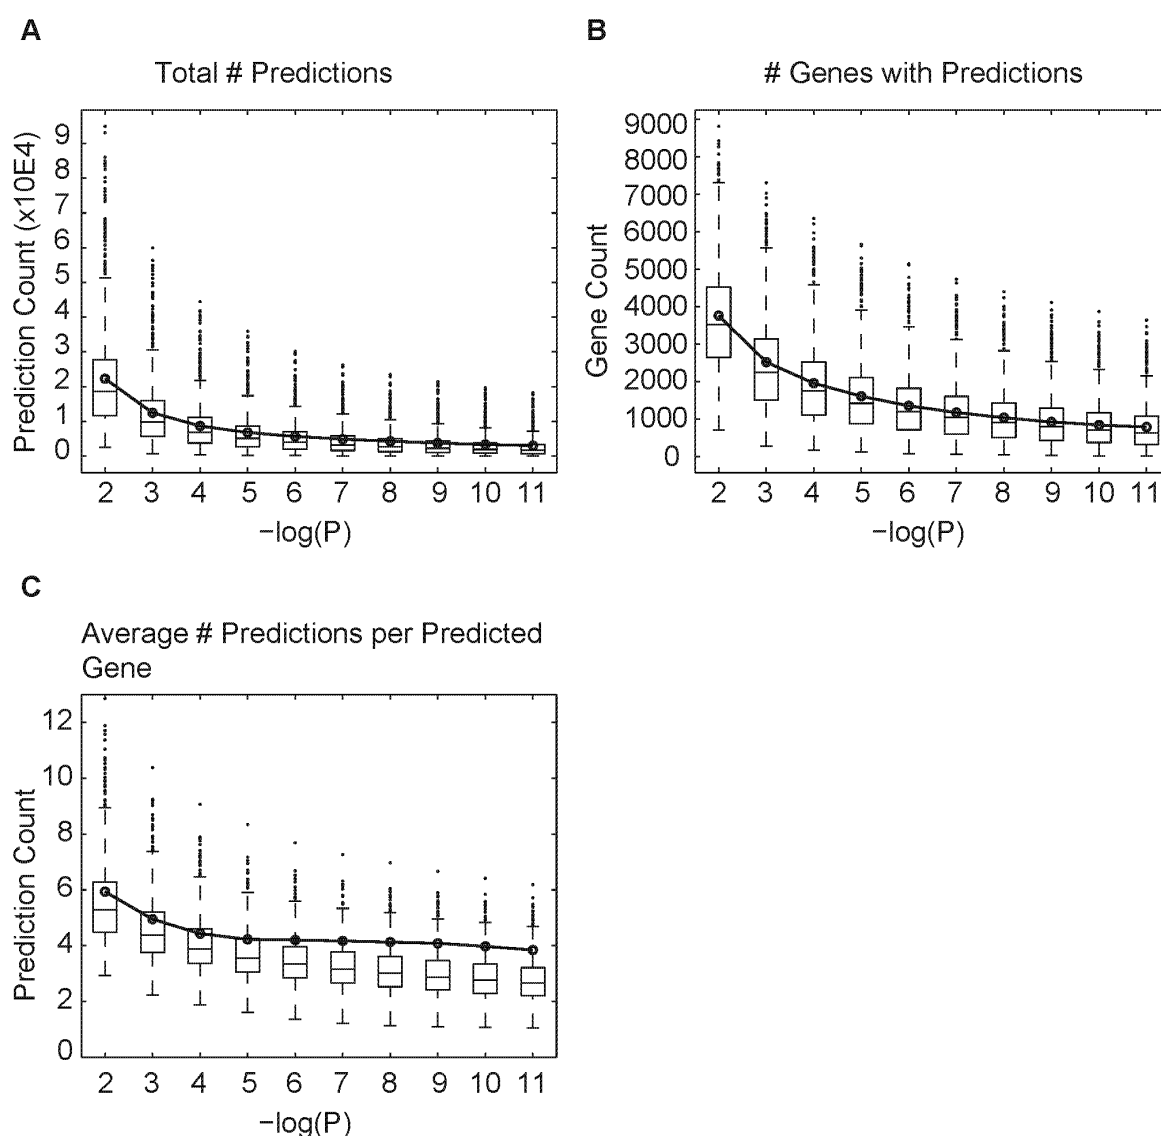 A
Total # Predictions
Prediction Count (x10E4)
9
8
7
6
5
4
3
2
1
0
2 3 4 5 6 7 8 9 10 11
−log(P)
B
# Genes with Predictions
Gene Count
9000
8000
7000
6000
5000
4000
3000
2000
1000
0
2 3 4 5 6 7 8 9 10 11
−log(P)
C
Average # Predictions per Predicted
Gene
Prediction Count
12
10
8
6
4
2
0
2 3 4 5 6 7 8 9 10 11
−log(P)